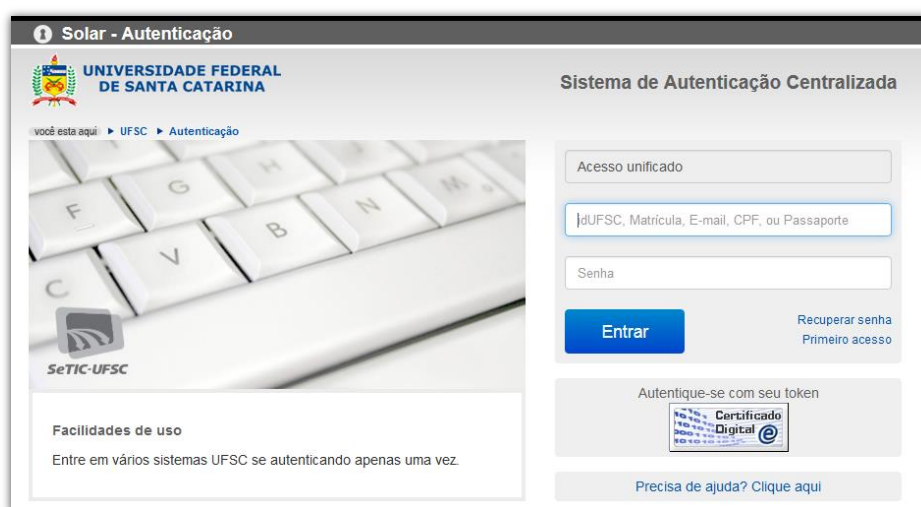 Solar - Autenticação
UNIVERSIDADE FEDERAL
DE SANTA CATARINA
Sistema de Autenticação Centralizada
você esta aqui ▶ UFSC ▶ Autenticação
F G H
C V B N M
SeTIC-UFSC
Facilidades de uso
Entre em vários sistemas UFSC se autenticando apenas uma vez.
Acesso unificado
idUFSC, Matrícula, E-mail, CPF, ou Passaporte
Senha
Entrar
Recuperar senha
Primeiro acesso
Autentique-se com seu token
Certificado
Digital e
Precisa de ajuda? Clique aqui